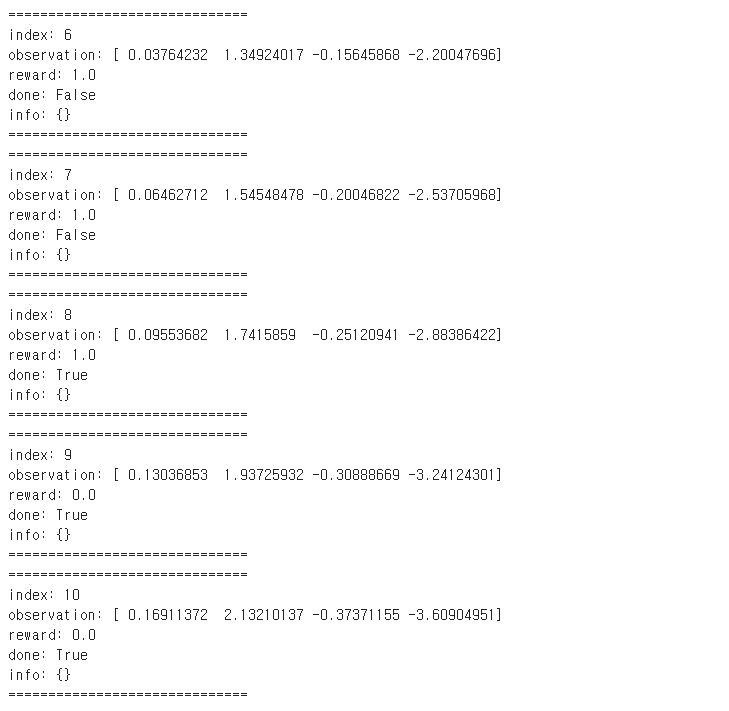 ==============================
index: 6
observation: [ 0.03764232  1.34924017 -0.15645868 -2.20047696]
reward: 1.0
done: False
info: {}
==============================
==============================
index: 7
observation: [ 0.06462712  1.54548478 -0.20046822 -2.53705968]
reward: 1.0
done: False
info: {}
==============================
==============================
index: 8
observation: [ 0.09553682  1.7415859  -0.25120941 -2.88386422]
reward: 1.0
done: True
info: {}
==============================
==============================
index: 9
observation: [ 0.13036853  1.93725932 -0.30888669 -3.24124301]
reward: 0.0
done: True
info: {}
==============================
==============================
index: 10
observation: [ 0.16911372  2.13210137 -0.37371155 -3.60904951]
reward: 0.0
done: True
info: {}
==============================